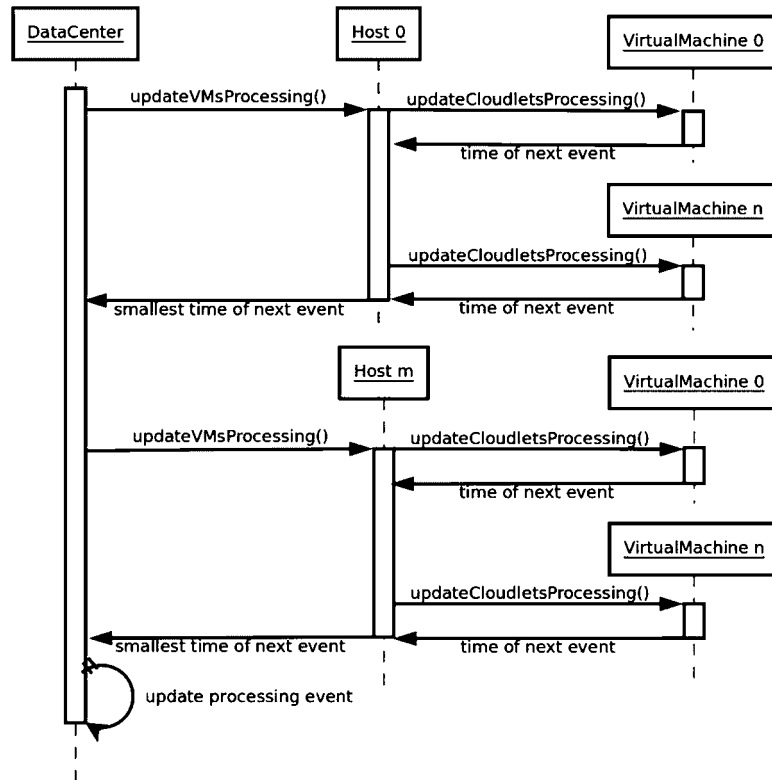 DataCenter
Host 0
VirtualMachine 0
updateVMsProcessing()
updateCloudletsProcessing()
time of next event
VirtualMachine n
updateCloudletsProcessing()
time of next event
smallest time of next event
Host m
VirtualMachine 0
updateVMsProcessing()
updateCloudletsProcessing()
time of next event
VirtualMachine n
updateCloudletsProcessing()
time of next event
smallest time of next event
update processing event